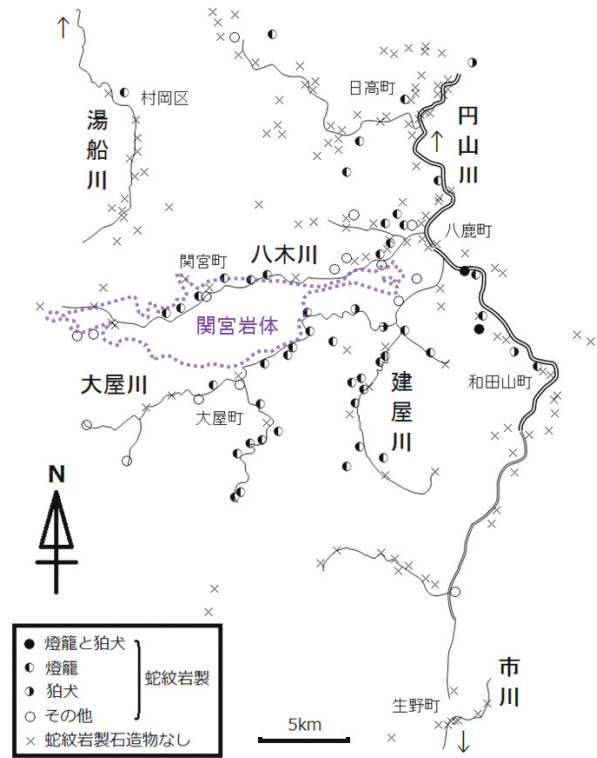 日高町
村岡区
湯船川
円山川
八鹿町
八木川
関宮町
関宮岩体
大屋川
大屋町
建屋川
和田山町
N
市川
生野町
5km
燈籠と狛犬
燈籠
狛犬
その他
蛇紋岩製
蛇紋岩製石造物なし